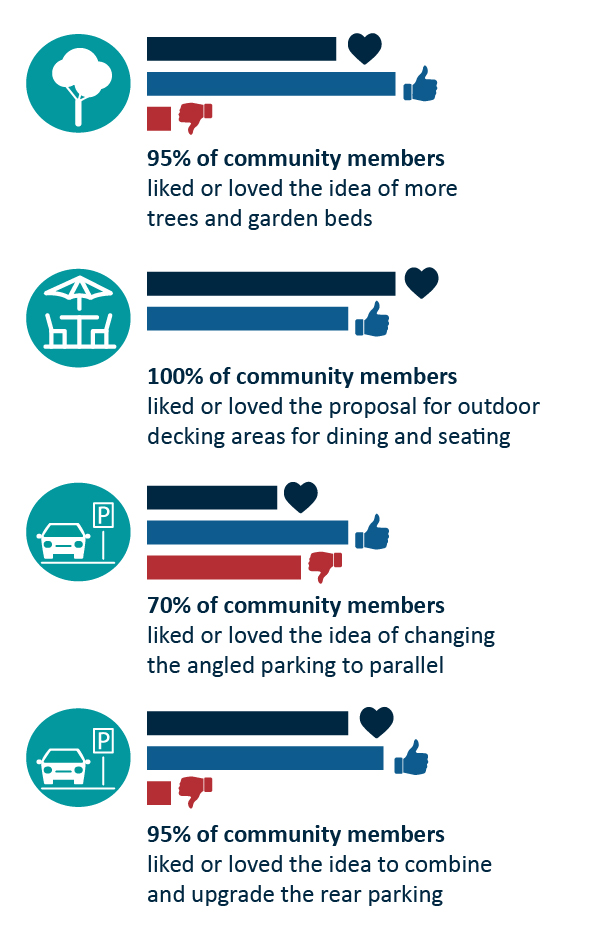 95% of community members
liked or loved the idea of more
trees and garden beds
100% of community members
liked or loved the proposal for outdoor
decking areas for dining and seating
P
70% of community members
liked or loved the idea of changing
the angled parking to parallel
P
95% of community members
liked or loved the idea to combine
and upgrade the rear parking